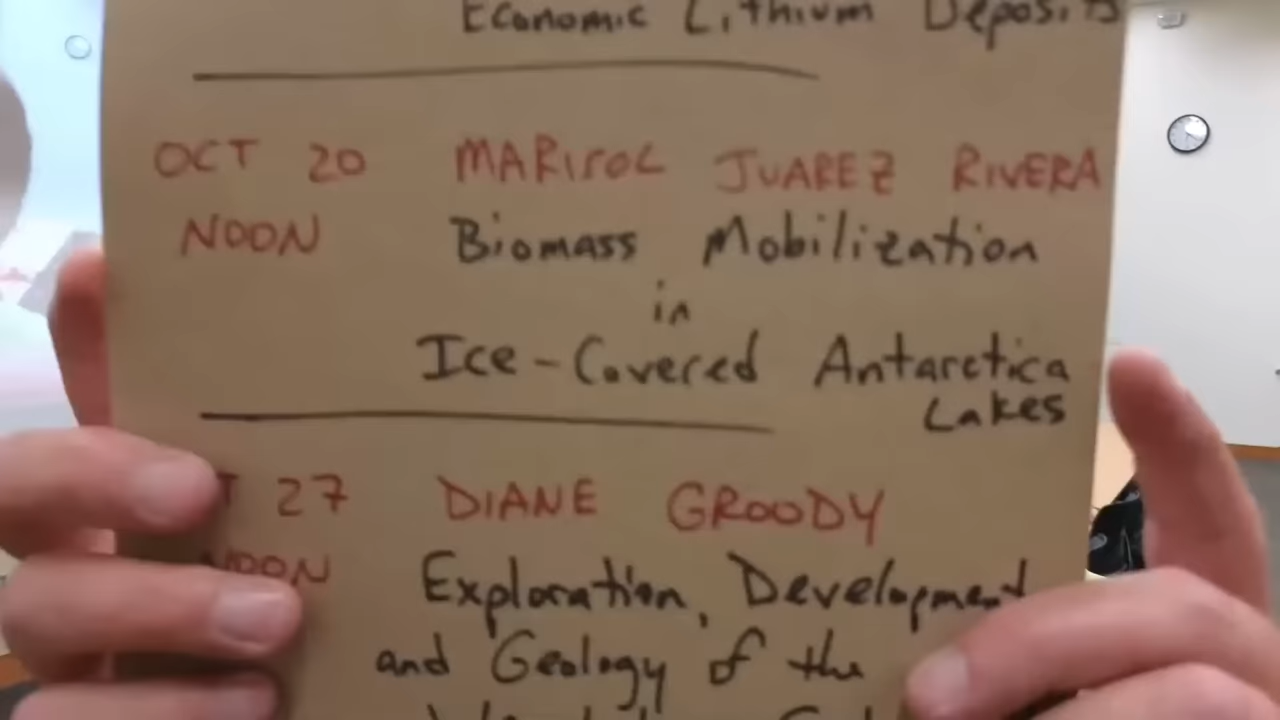 Economic Lithium Deposits
OCT 20 MARISOL JUAREZ RIVERA
NOON Biomass Mobilization
in
Ice-Covered Antarctica
Lakes
T 27 DIANE GROODY
NOON Exploration, Development
and Geology of the